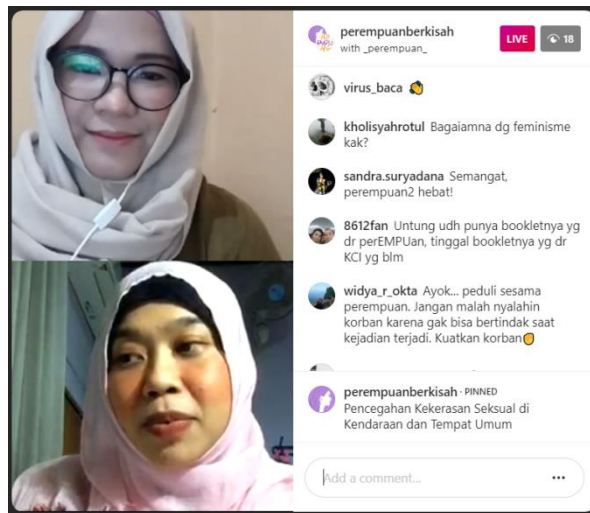 perempuanberkisah
with _perempuan_
LIVE
18
virus_baca
kholisyahrotul Bagaiamna dg feminisme
kak?
sandra.suryadana Semangat,
perempuan2 hebat!
8612fan Untung udh punya bookletnya yg
dr perEMPUan, tinggal bookletnya yg dr
KCI yg blm
widya_r_okta Ayok... peduli sesama
perempuan. Jangan malah nyalahin
korban karena gak bisa bertindak saat
kejadian terjadi. Kuatkan korban
perempuanberkisah · PINNED
Pencegahan Kekerasan Seksual di
Kendaraan dan Tempat Umum
Add a comment...